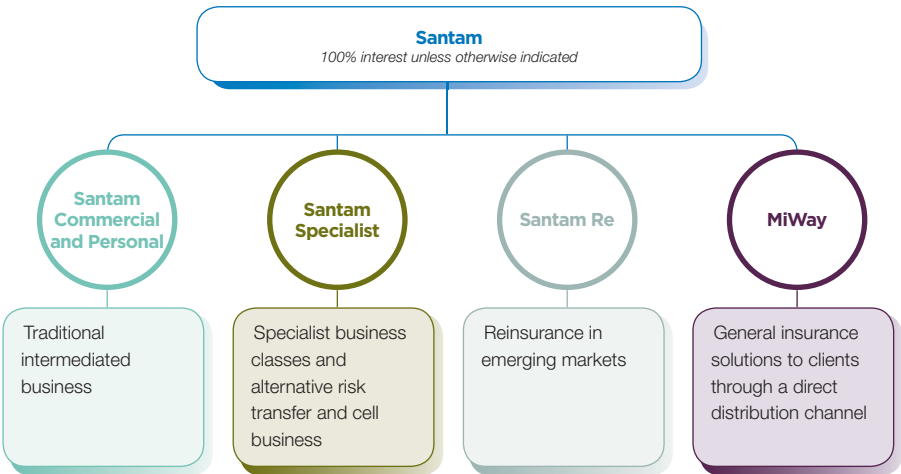 Santam
100% interest unless otherwise indicated
Santam
Commercial
and Personal
Santam
Specialist
Santam Re
MiWay
Traditional
intermediated
business
Specialist business
classes and
alternative risk
transfer and cell
business
Reinsurance in
emerging markets
General insurance
solutions to clients
through a direct
distribution channel